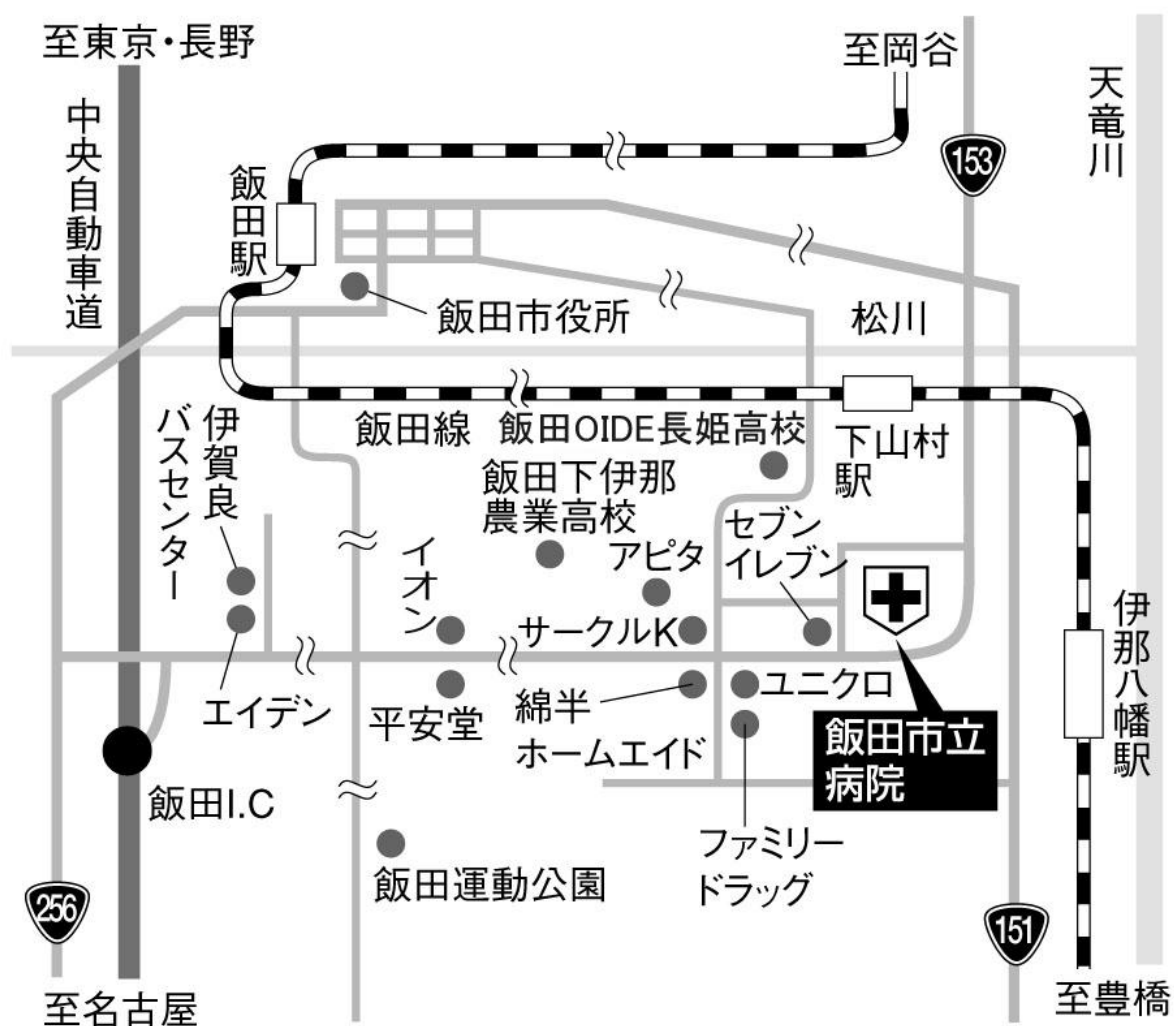 至東京・長野
至岡谷
中央自動車道
天竜川
153
飯田駅
飯田市役所
松川
飯田線
飯田OIDE長姫高校
下山村
駅
伊賀良
バスセンター
飯田下伊那
農業高校
セブン
イレブン
イオン
アピタ
サークルK
伊那八幡駅
エイデン
平安堂
綿半
ホームエイド
ユニクロ
飯田市立
病院
飯田I.C
ファミリー
ドラッグ
飯田運動公園
256
151
至名古屋
至豊橋